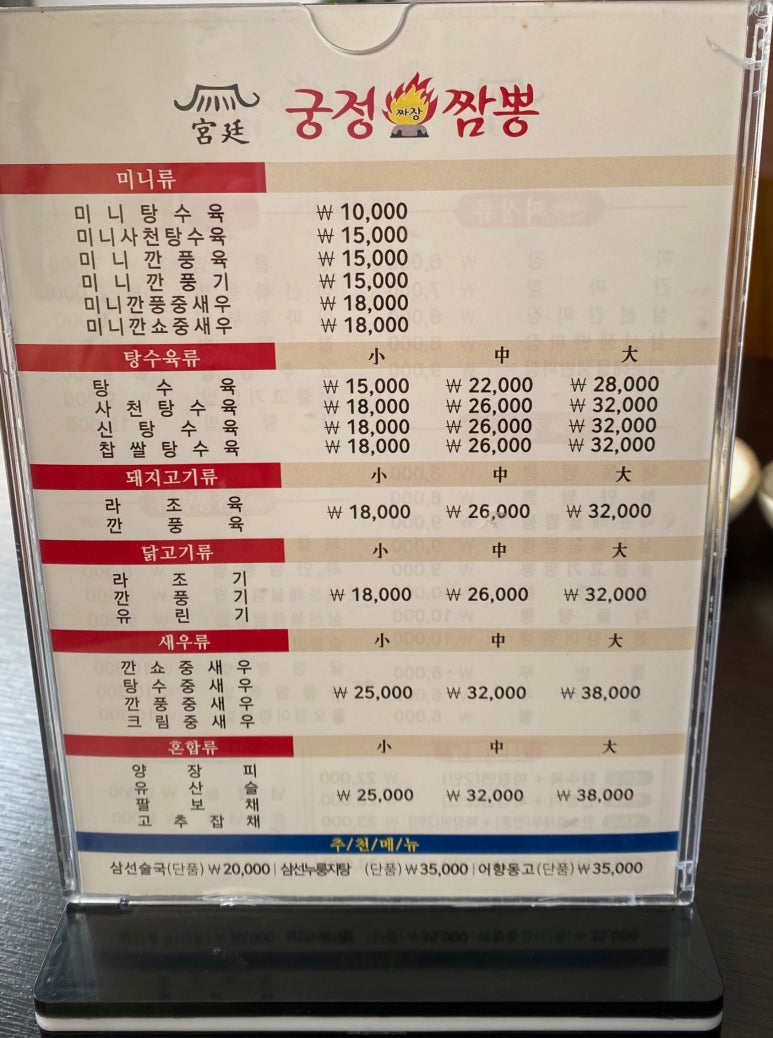 宮廷 궁정 짜장 짬뽕
미니류
미니탕수육 ₩ 10,000
미니사천탕수육 ₩ 15,000
미니깐풍육 ₩ 15,000
미니깐풍기 ₩ 15,000
미니깐풍중새우 ₩ 18,000
미니깐쇼중새우 ₩ 18,000
탕수육류 小 中 大
탕수육 ₩ 15,000 ₩ 22,000 ₩ 28,000
사천탕수육 ₩ 18,000 ₩ 26,000 ₩ 32,000
신탕수육 ₩ 18,000 ₩ 26,000 ₩ 32,000
찹쌀탕수육 ₩ 18,000 ₩ 26,000 ₩ 32,000
돼지고기류 小 中 大
라조육
깐풍육
₩ 18,000 ₩ 26,000 ₩ 32,000
닭고기류 小 中 大
라조기
깐풍기
유린기
₩ 18,000 ₩ 26,000 ₩ 32,000
새우류 小 中 大
깐쇼중새우
탕수중새우
깐풍중새우
크림중새우
₩ 25,000 ₩ 32,000 ₩ 38,000
혼합류 小 中 大
양장피
유산슬
팔보채
고추잡채
₩ 25,000 ₩ 32,000 ₩ 38,000
추/천/메/뉴
삼선술국(단품) ₩ 20,000 | 삼선누룽지탕 (단품) ₩ 35,000 | 어향동고(단품) ₩ 35,000